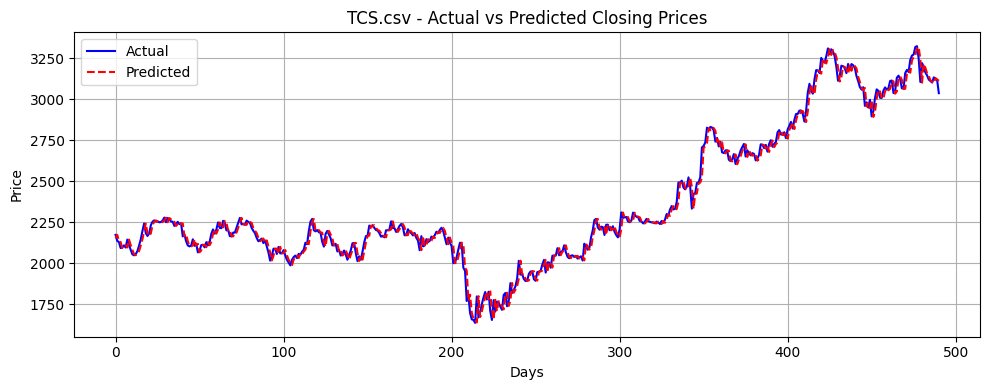 TCS.csv - Actual vs Predicted Closing Prices
Actual
Predicted
Price
3250
3000
2750
2500
2250
2000
1750
0 100 200 300 400 500
Days